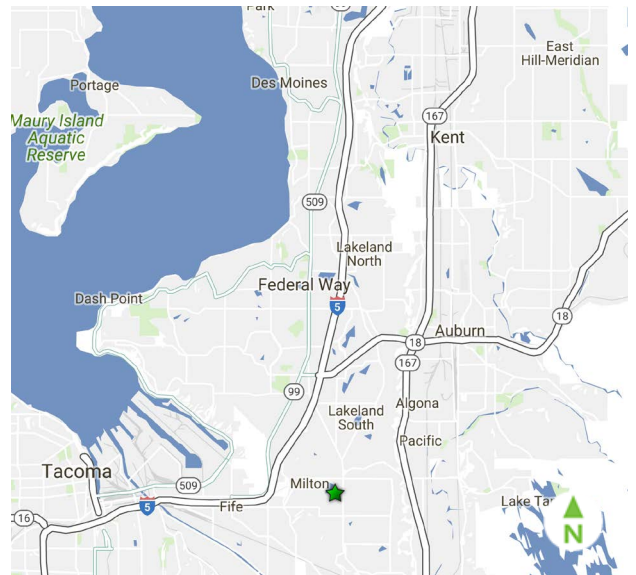 Park
Des Moines
East
Hill-Meridian
Portage
Maury Island
Aquatic
Reserve
167
Kent
509
Lakeland
North
Federal Way
Dash Point
5
18
Auburn
18
167
99
Algona
Lakeland
South
Pacific
Tacoma
509
Milton
Fife
5
16
Lake Ta
N